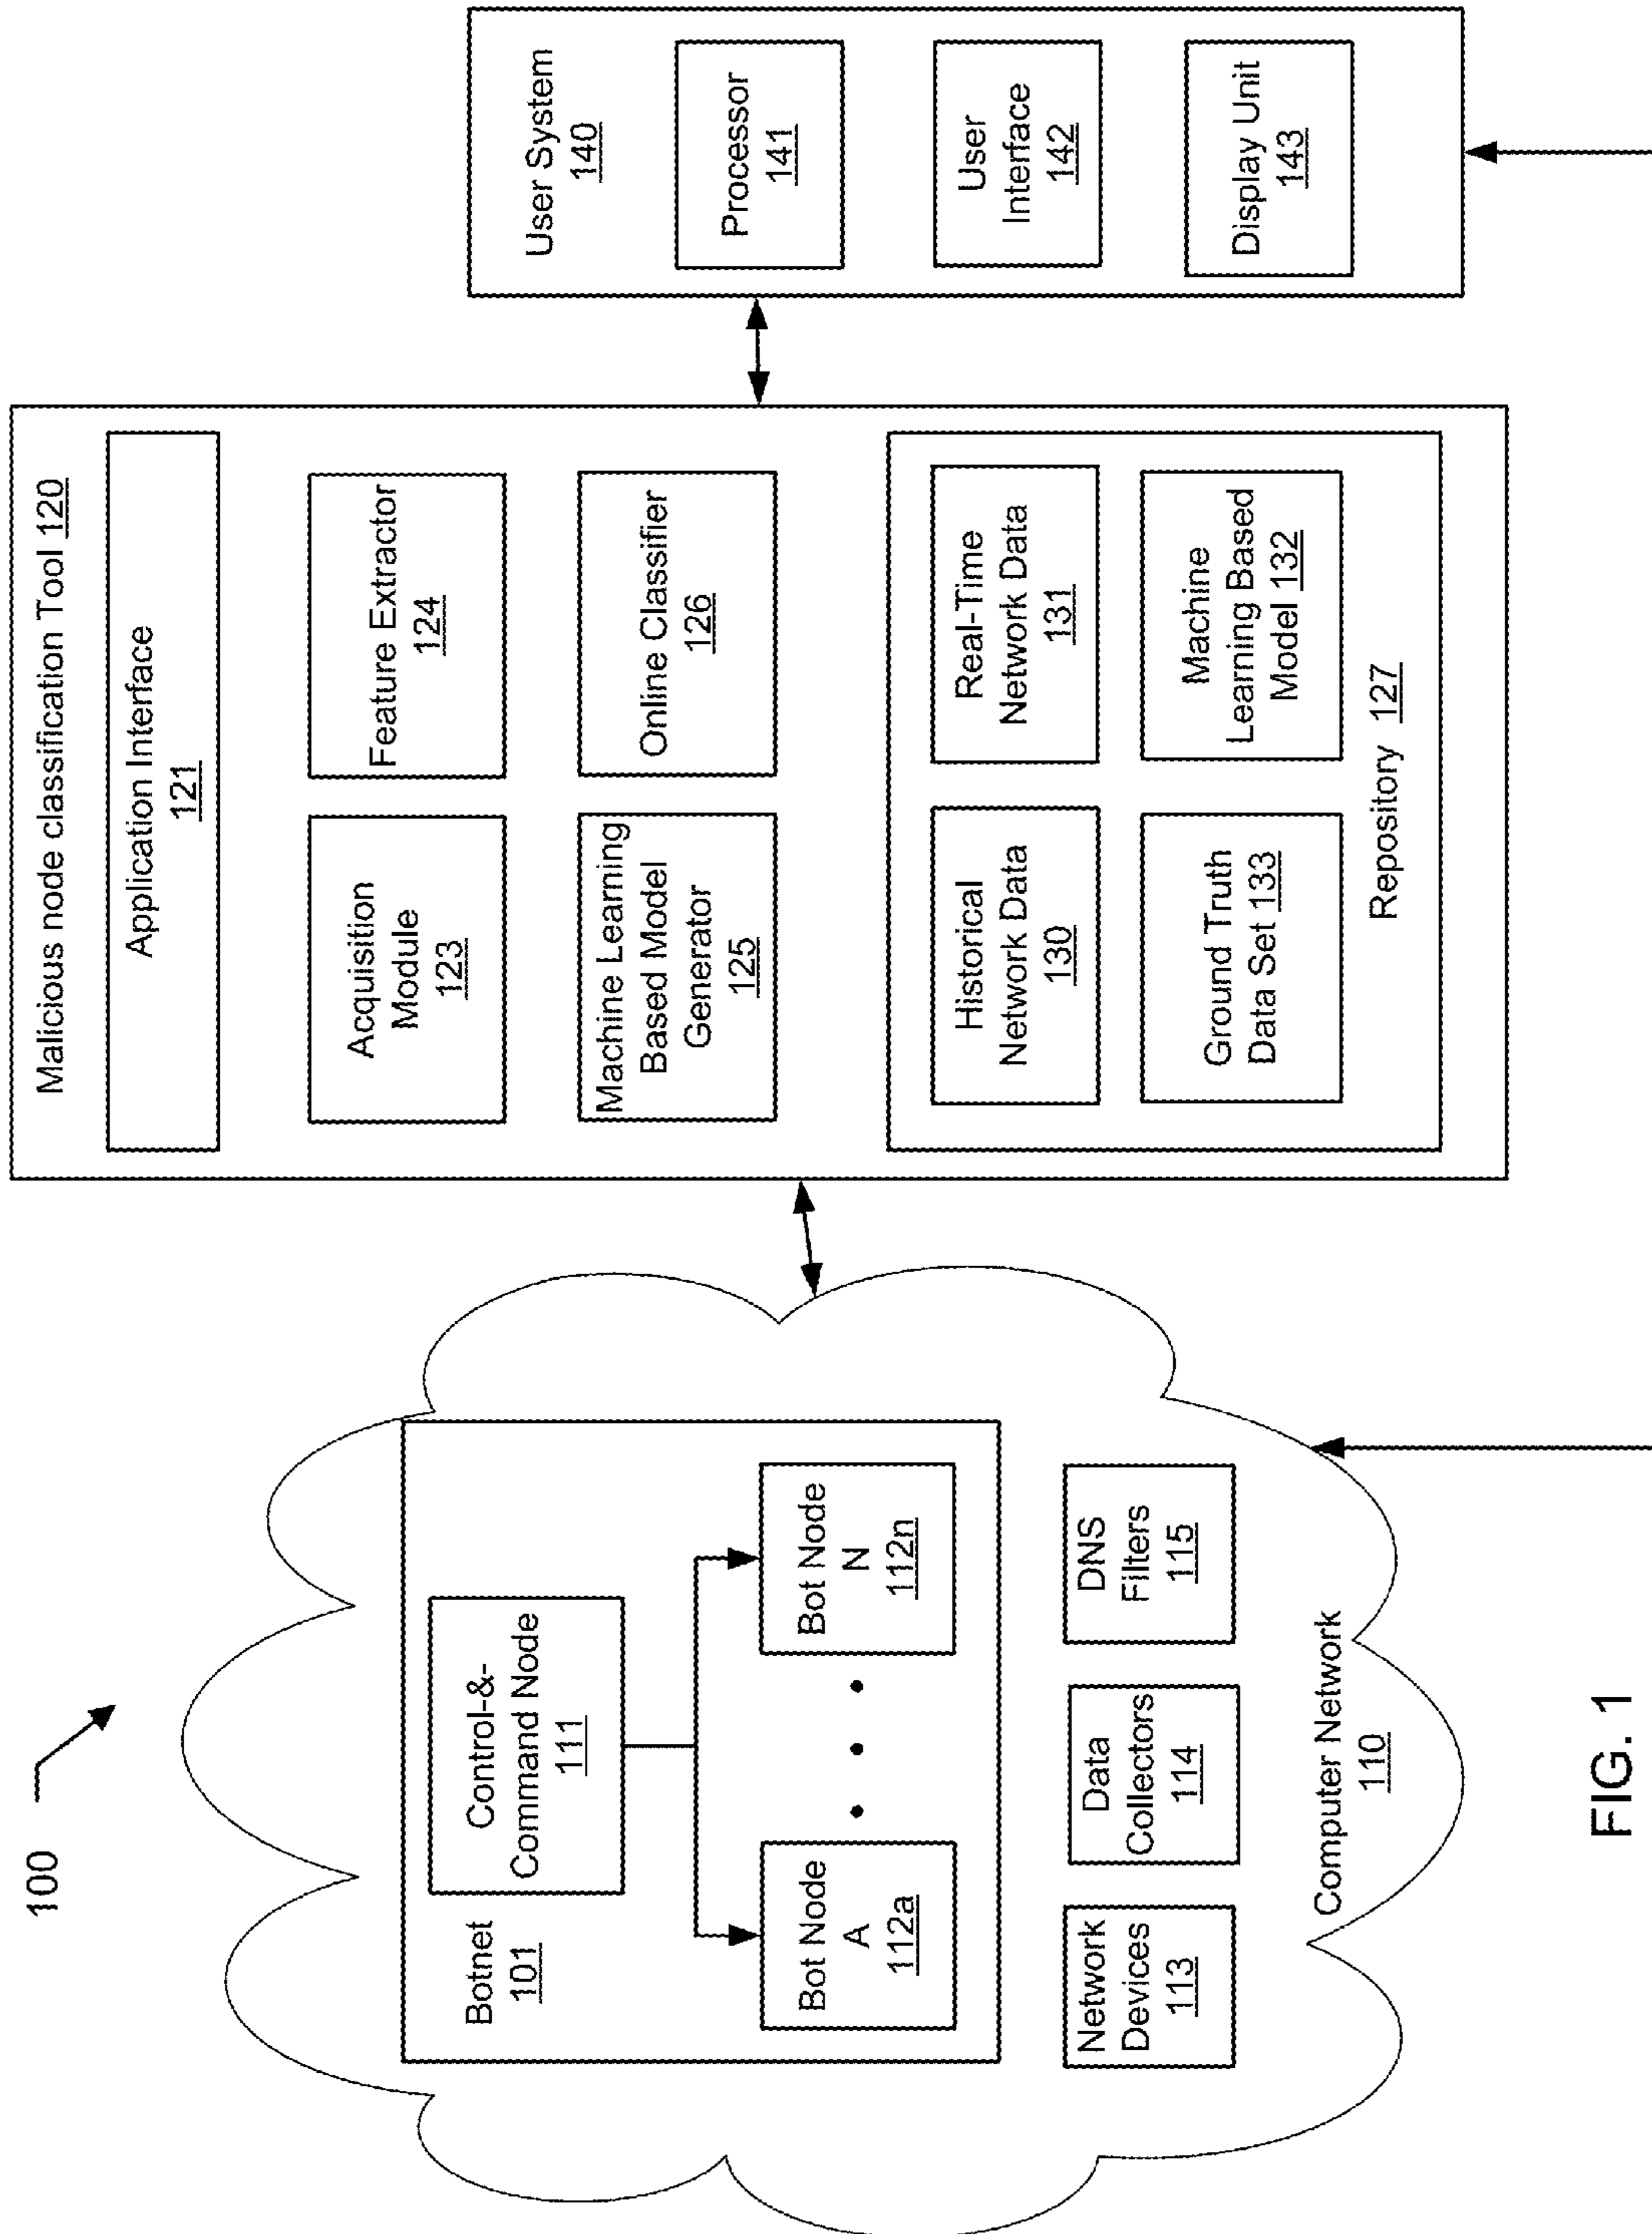 100
Botnet
101
Control-&-
Command Node
111
Bot Node
A
112a
Bot Node
N
112n
Network
Devices
113
Data
Collectors
114
DNS
Filters
115
Computer Network
110
Malicious node classification Tool 120
Application Interface
121
Acquisition
Module
123
Feature Extractor
124
Machine Learning
Based Model
Generator
125
Online Classifier
126
Historical
Network Data
130
Real-Time
Network Data
131
Ground Truth
Data Set 133
Machine
Learning Based
Model 132
Repository 127
User System
140
Processor
141
User
Interface
142
Display Unit
143
FIG. 1